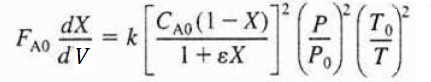 F_{A0} \frac{dX}{dV} = k \left[ \frac{C_{A0}(1 - X)}{1 + εX} \right]^2 \left( \frac{P}{P_0} \right)^2 \left( \frac{T_0}{T} \right)^2